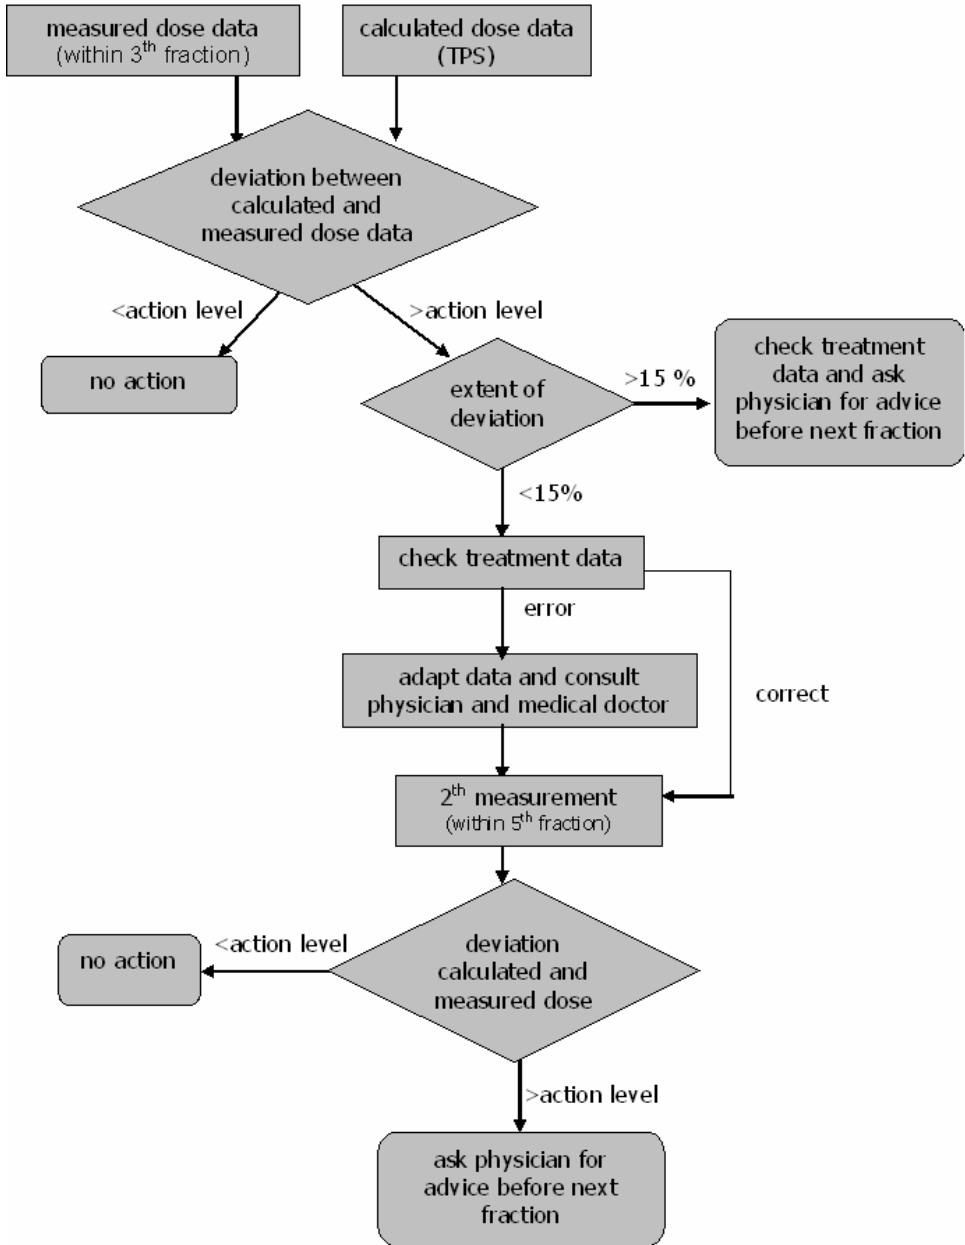 measured dose data
(within 3th fraction)
calculated dose data
(TPS)
deviation between
calculated and
measured dose data
<action level
>action level
no action
extent of
deviation
>15 %
check treatment
data and ask
physician for advice
before next fraction
<15%
check treatment data
error
adapt data and consult
physician and medical doctor
correct
2th measurement
(within 5th fraction)
deviation
calculated and
measured dose
<action level
no action
>action level
ask physician for
advice before next
fraction